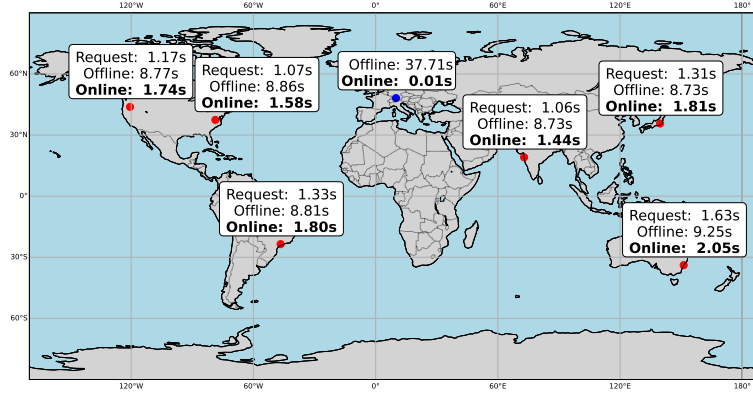 120°W
60°W
0°
60°E
120°E
180°
60°N
30°N
0°
30°S
60°S
Request: 1.17s
Offline: 8.77s
Online: 1.74s
Request: 1.07s
Offline: 8.86s
Online: 1.58s
Offline: 37.71s
Online: 0.01s
Request: 1.06s
Offline: 8.73s
Online: 1.44s
Request: 1.31s
Offline: 8.73s
Online: 1.81s
Request: 1.33s
Offline: 8.81s
Online: 1.80s
Request: 1.63s
Offline: 9.25s
Online: 2.05s
120°W
60°W
0°
60°E
120°E
180°